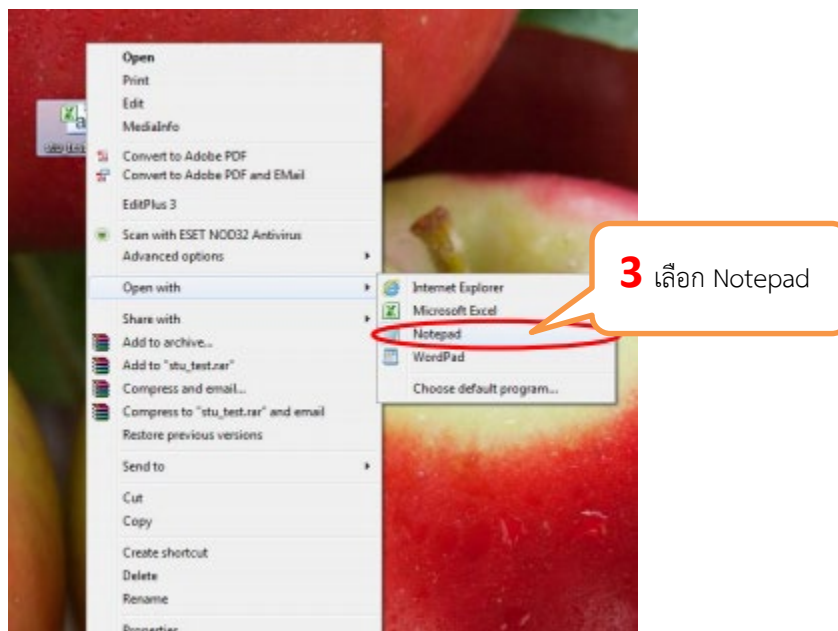 Open
Print
Edit
MediaInfo
Convert to Adobe PDF
Convert to Adobe PDF and EMail
EditPlus 3
Scan with ESET NOD32 Antivirus
Advanced options
Open with
Share with
Add to archive...
Add to "stu_test.rar"
Compress and email...
Compress to "stu_test.rar" and email
Restore previous versions
Send to
Cut
Copy
Create shortcut
Delete
Rename
Properties
Internet Explorer
Microsoft Excel
Notepad
WordPad
Choose default program...
3 เลือก Notepad